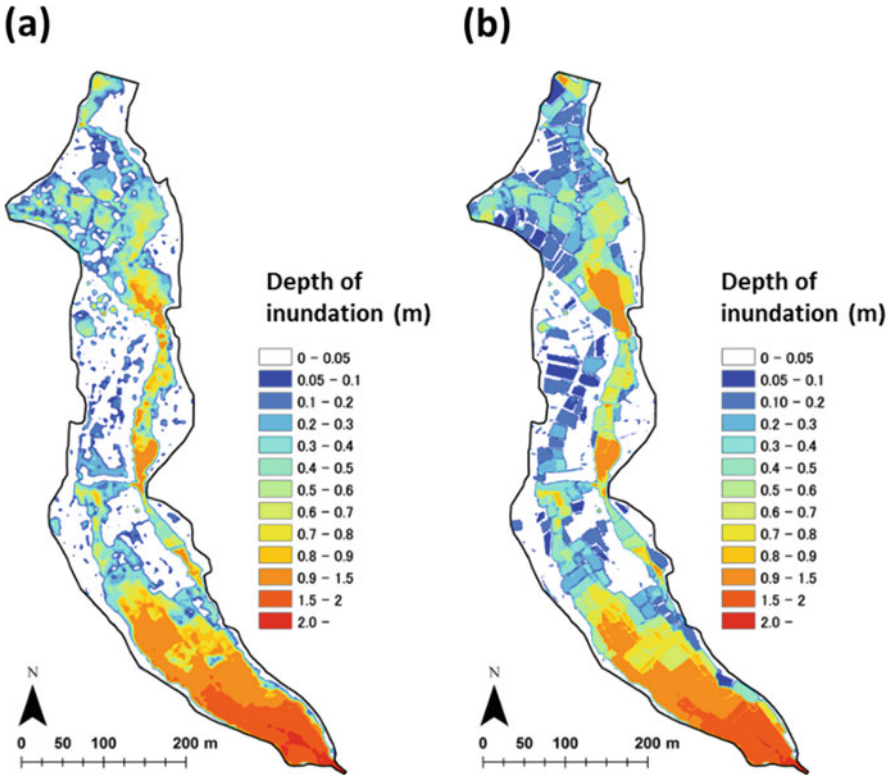 (a)
Depth of
inundation (m)
0 - 0.05
0.05 - 0.1
0.1 - 0.2
0.2 - 0.3
0.3 - 0.4
0.4 - 0.5
0.5 - 0.6
0.6 - 0.7
0.7 - 0.8
0.8 - 0.9
0.9 - 1.5
1.5 - 2
2.0 -
N
0 50 100 200 m
(b)
Depth of
inundation (m)
0 - 0.05
0.05 - 0.1
0.10 - 0.2
0.2 - 0.3
0.3 - 0.4
0.4 - 0.5
0.5 - 0.6
0.6 - 0.7
0.7 - 0.8
0.8 - 0.9
0.9 - 1.5
1.5 - 2
2.0 -
N
0 50 100 200 m